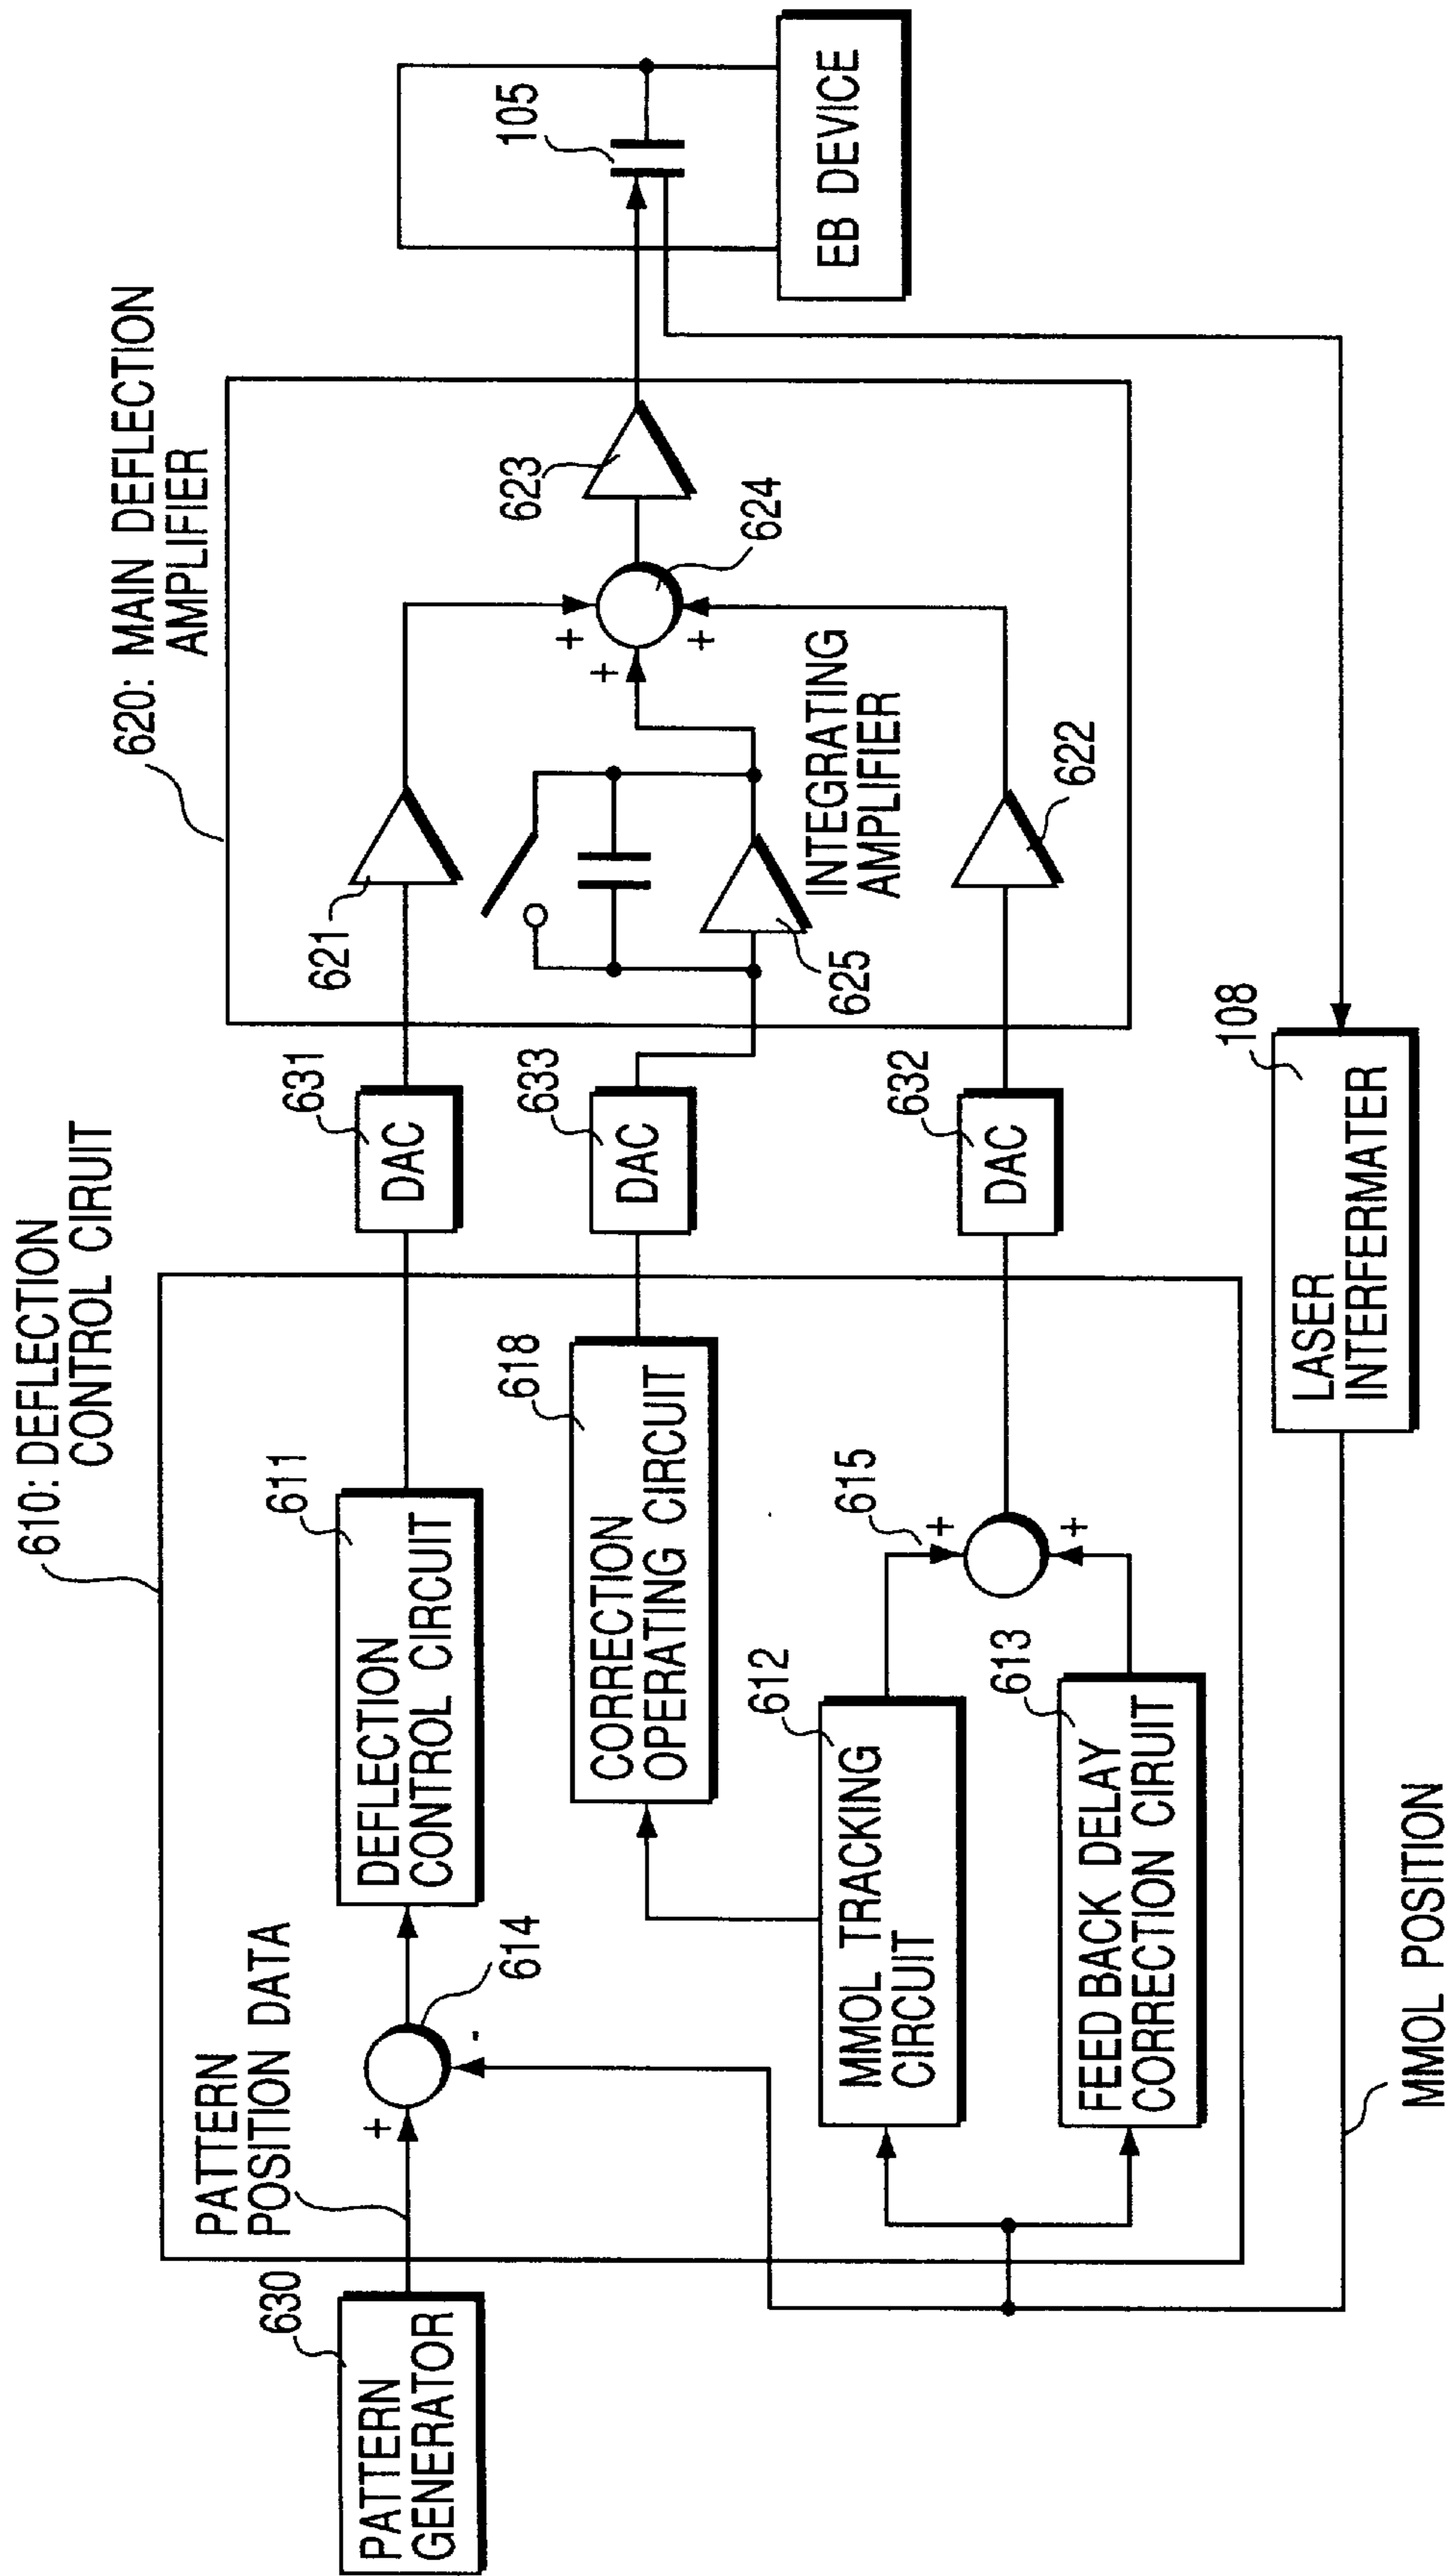 610: DEFLECTION
CONTROL CIRUIT
620: MAIN DEFLECTION
AMPLIFIER
630
PATTERN
GENERATOR
PATTERN
POSITION DATA
+
-
614
611
DEFLECTION
CONTROL CIRCUIT
631
DAC
621
618
CORRECTION
OPERATING CIRCUIT
633
DAC
625
INTEGRATING
AMPLIFIER
612
MMOL TRACKING
CIRCUIT
613
FEED BACK DELAY
CORRECTION CIRUIT
615
+
+
632
DAC
622
+
+
+
624
623
105
EB DEVICE
108
LASER
INTERFERMATER
MMOL POSITION